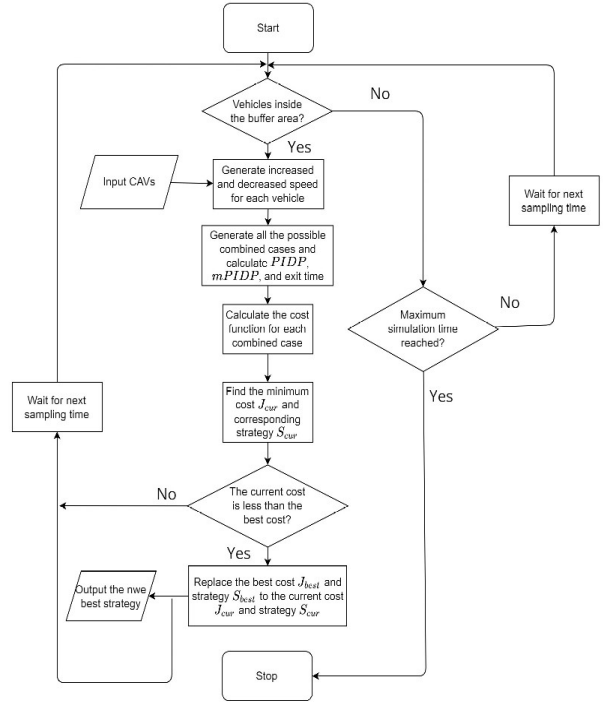 Start
Vehicles inside
the buffer area?
No
Yes
Input CAVs
Generate increased
and decreased speed
for each vehicle
Wait for next
sampling time
Generate all the possible
combined cases and
calculate PIDP,
mPIDP, and exit time
No
Calculate the cost
function for each
combined case
Maximum
simulation time
reached?
Wait for next
sampling time
Find the minimum
cost J_cur and
corresponding
strategy S_cur
Yes
No
The current cost
is less than the
best cost?
Yes
Output the nwe
best strategy
Replace the best cost J_best and
strategy S_best to the current cost
J_cur and strategy S_cur
Stop